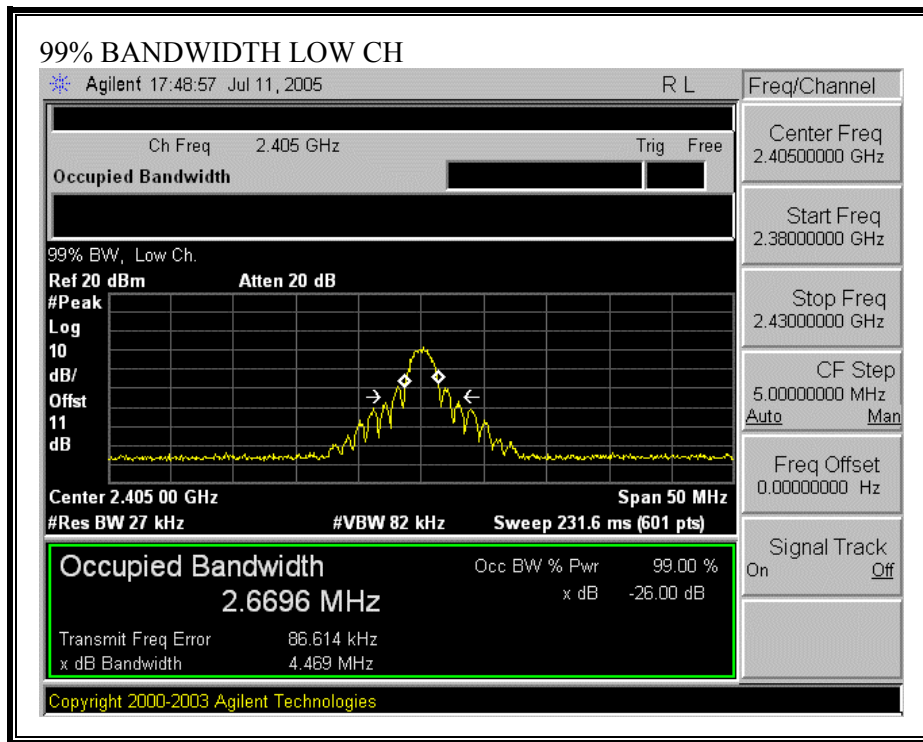 99% BANDWIDTH LOW CH
Agilent 17:48:57 Jul 11, 2005 R L
Freq/Channel
Ch Freq 2.405 GHz Trig Free
Occupied Bandwidth
Center Freq
2.40500000 GHz
Start Freq
2.38000000 GHz
99% BW, Low Ch.
Ref 20 dBm Atten 20 dB
#Peak
Log
10
dB/
Offst
11
dB
Stop Freq
2.43000000 GHz
CF Step
5.00000000 MHz
Auto Man
Freq Offset
0.00000000 Hz
Center 2.405 00 GHz Span 50 MHz
#Res BW 27 kHz #VBW 82 kHz Sweep 231.6 ms (601 pts)
Signal Track
On Off
Occupied Bandwidth
2.6696 MHz
Occ BW % Pwr 99.00 %
x dB -26.00 dB
Transmit Freq Error 86.614 kHz
x dB Bandwidth 4.469 MHz
Copyright 2000-2003 Agilent Technologies